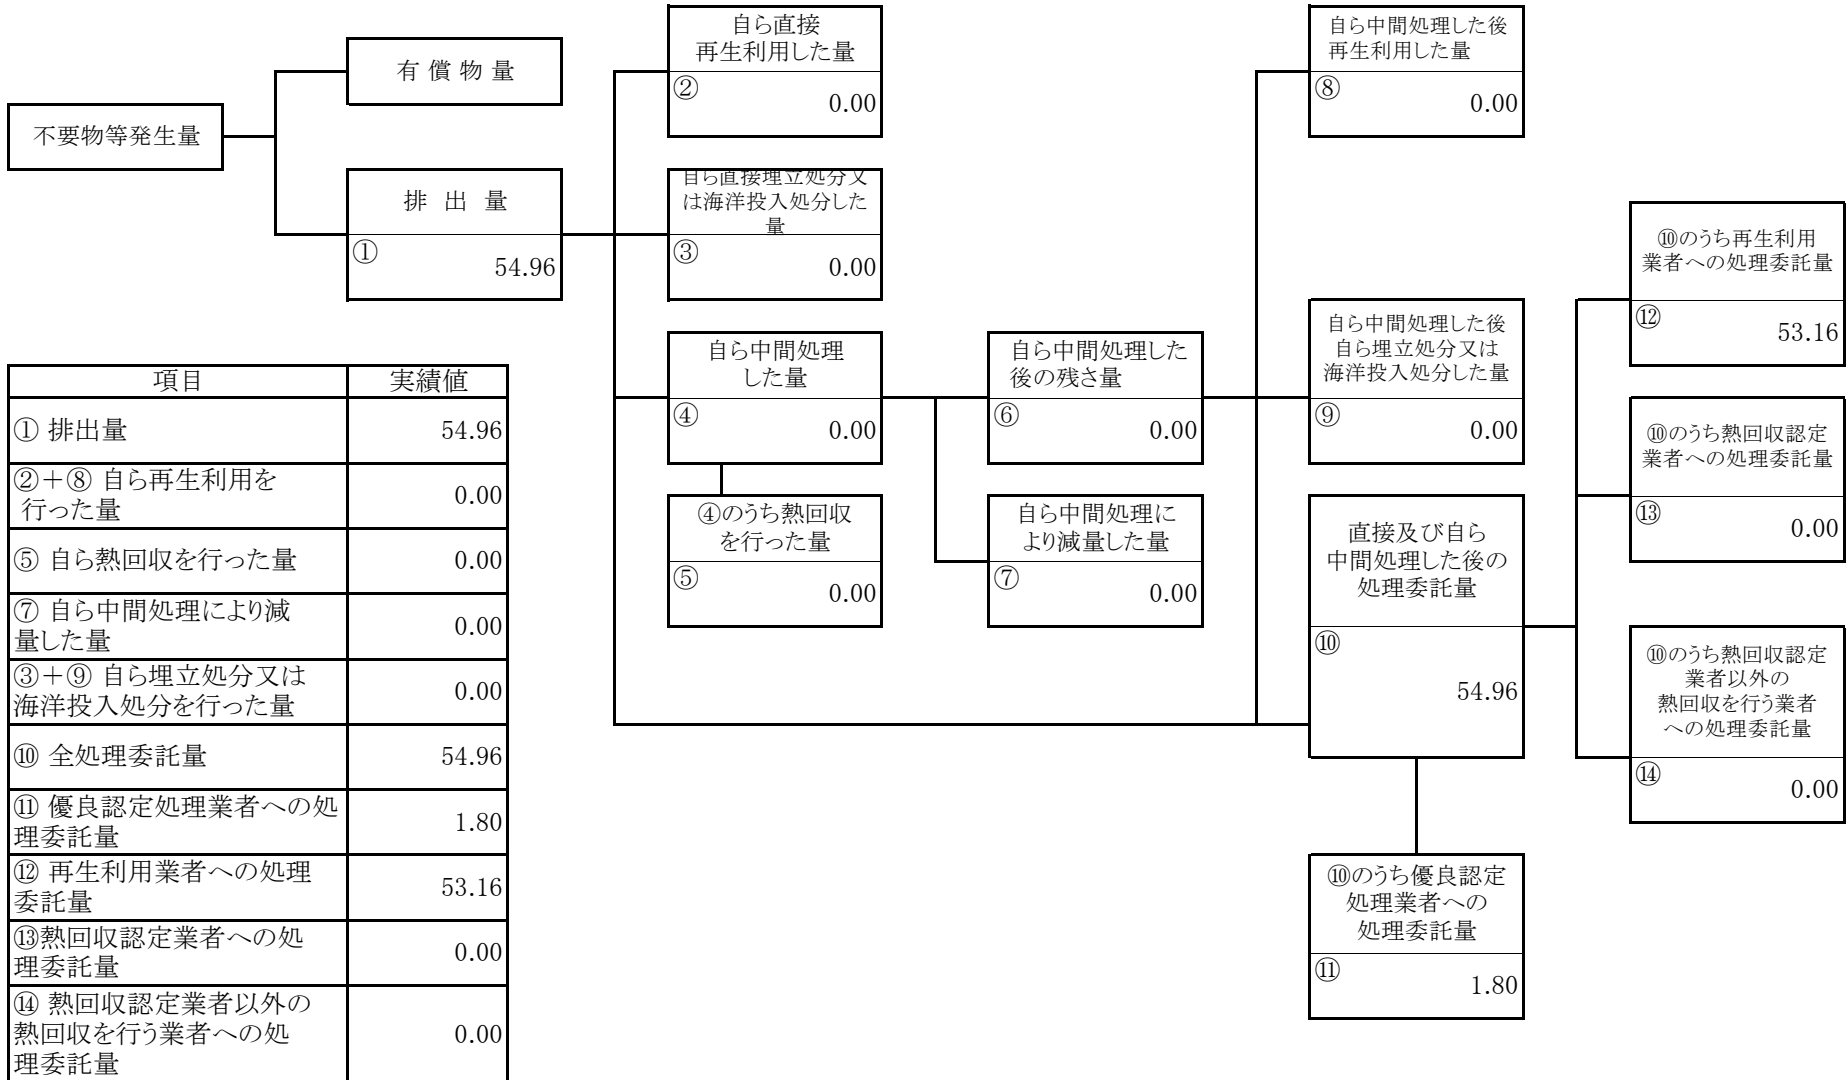 不要物等発生量
有 償 物 量
排 出 量
①
54.96
自ら直接
再生利用した量
②
0.00
自ら直接埋立処分又
は海洋投入処分した
量
③
0.00
自ら中間処理
した量
④
0.00
④のうち熱回収
を行った量
⑤
0.00
自ら中間処理した
後の残さ量
⑥
0.00
自ら中間処理に
より減量した量
⑦
0.00
自ら中間処理した後
再生利用した量
⑧
0.00
自ら中間処理した後
自ら埋立処分又は
海洋投入処分した量
⑨
0.00
直接及び自ら
中間処理した後の
処理委託量
⑩
54.96
⑩のうち優良認定
処理業者への
処理委託量
⑪
1.80
⑩のうち再生利用
業者への処理委託量
⑫
53.16
⑩のうち熱回収認定
業者への処理委託量
⑬
0.00
⑩のうち熱回収認定
業者以外の
熱回収を行う業者
への処理委託量
⑭
0.00
項目 実績値
① 排出量 54.96
②＋⑧ 自ら再生利用を
行った量 0.00
⑤ 自ら熱回収を行った量 0.00
⑦ 自ら中間処理により減
量した量 0.00
③＋⑨ 自ら埋立処分又は
海洋投入処分を行った量 0.00
⑩ 全処理委託量 54.96
⑪ 優良認定処理業者への処
理委託量 1.80
⑫ 再生利用業者への処理
委託量 53.16
⑬熱回収認定業者への処
理委託量 0.00
⑭ 熱回収認定業者以外の
熱回収を行う業者への処
理委託量 0.00